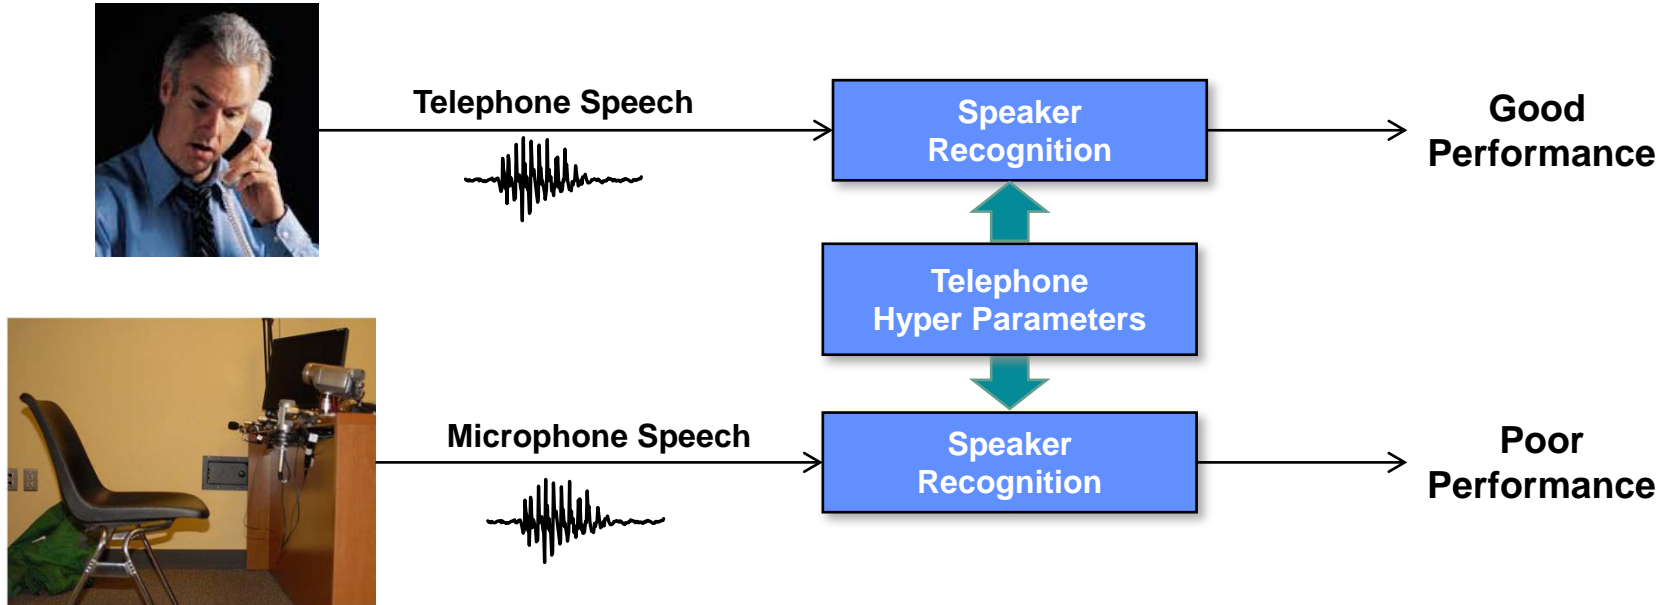 Telephone Speech
Speaker
Recognition
Good
Performance
Telephone
Hyper Parameters
Microphone Speech
Speaker
Recognition
Poor
Performance